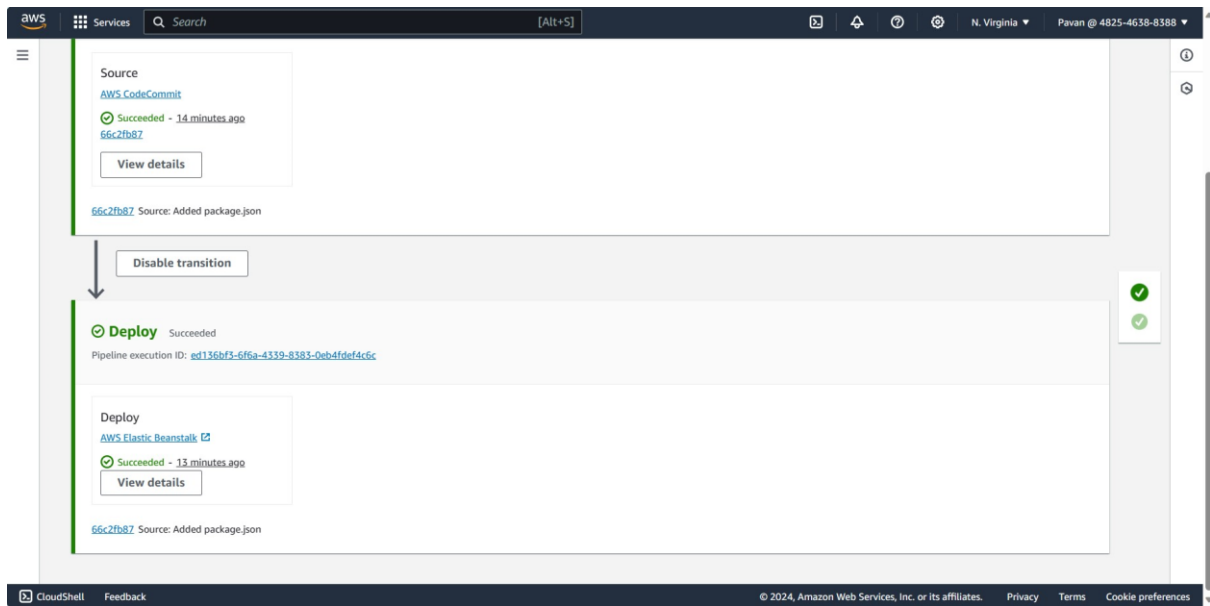 aws Services Search [Alt+S] N. Virginia Pavan @ 4825-4638-8388
Source
AWS CodeCommit
Succeeded - 14 minutes ago
66c2fb87
View details
66c2fb87 Source: Added package.json
Disable transition
Deploy Succeeded
Pipeline execution ID: ed136bf3-6f6a-4339-8383-0eb4fdef4c6c
Deploy
AWS Elastic Beanstalk
Succeeded - 13 minutes ago
View details
66c2fb87 Source: Added package.json
CloudShell Feedback © 2024, Amazon Web Services, Inc. or its affiliates. Privacy Terms Cookie preferences